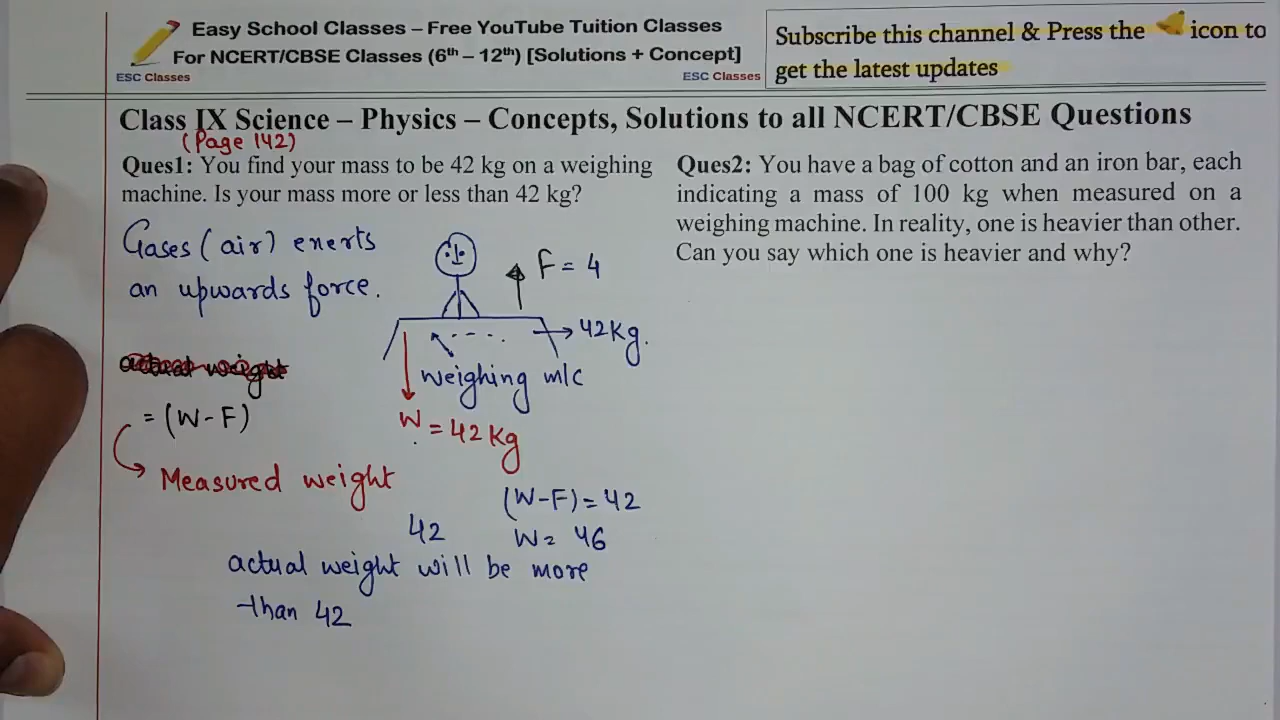 Easy School Classes – Free YouTube Tuition Classes
For NCERT/CBSE Classes (6th – 12th) [Solutions + Concept]
ESC Classes
ESC Classes
Subscribe this channel & Press the icon to
get the latest updates
Class IX Science – Physics – Concepts, Solutions to all NCERT/CBSE Questions
(Page 142)
Ques1: You find your mass to be 42 kg on a weighing
machine. Is your mass more or less than 42 kg?
Gases (air) exerts
an upwards force.
F = 4
42 Kg.
weighing m/c
W = 42 Kg
actual weight
= (W-F)
Measured weight
(W-F) = 42
42
W = 46
actual weight will be more
than 42
Ques2: You have a bag of cotton and an iron bar, each
indicating a mass of 100 kg when measured on a
weighing machine. In reality, one is heavier than other.
Can you say which one is heavier and why?